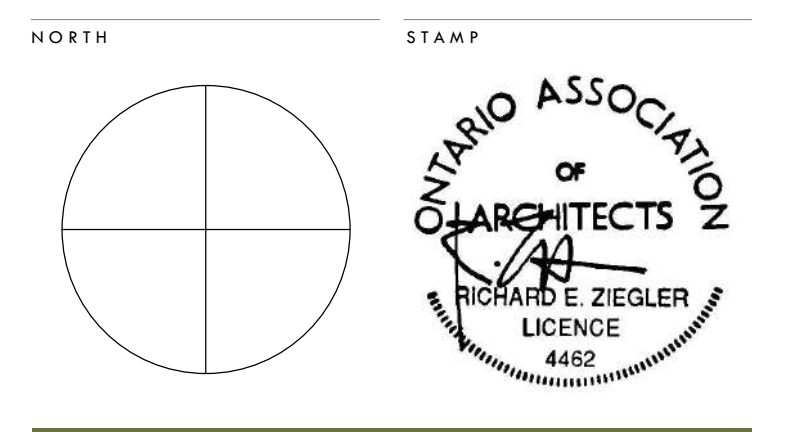 NORTH
STAMP
ONTARIO ASSOCIATION
OF
ARCHITECTS
RICHARD E. ZIEGLER
LICENCE
4462